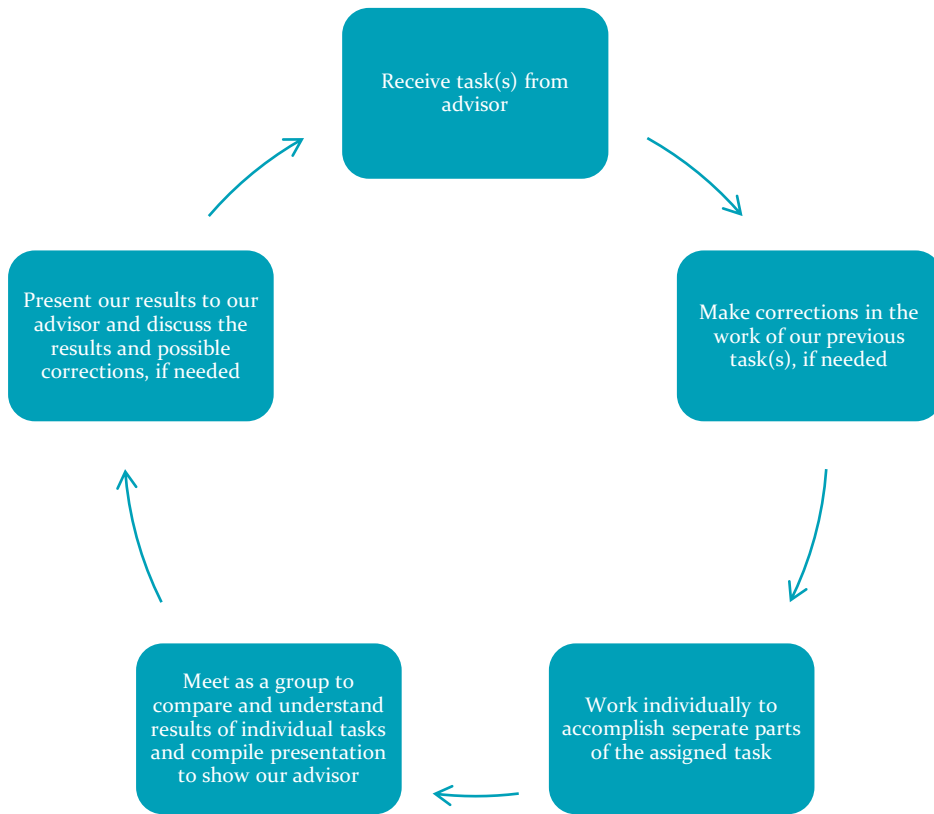 Receive task(s) from
advisor
Make corrections in the
work of our previous
task(s), if needed
Work individually to
accomplish seperate parts
of the assigned task
Meet as a group to
compare and understand
results of individual tasks
and compile presentation
to show our advisor
Present our results to our
advisor and discuss the
results and possible
corrections, if needed